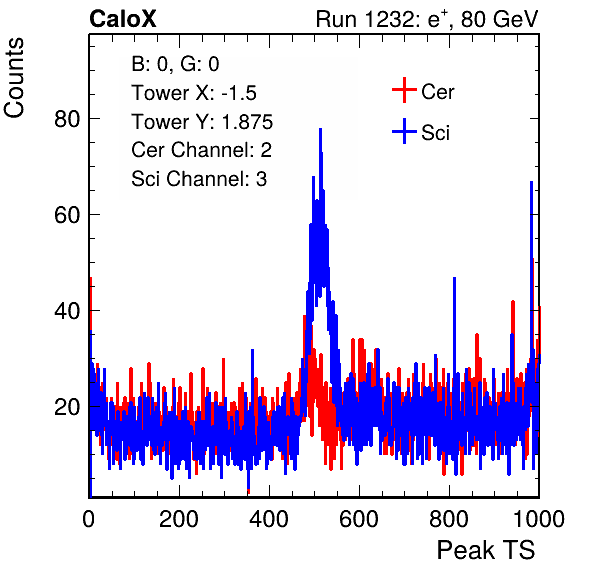 CaloX
Run 1232: e+, 80 GeV
Counts
B: 0, G: 0
Tower X: -1.5
Tower Y: 1.875
Cer Channel: 2
Sci Channel: 3
Cer
Sci
80
60
40
20
0 200 400 600 800 1000
Peak TS